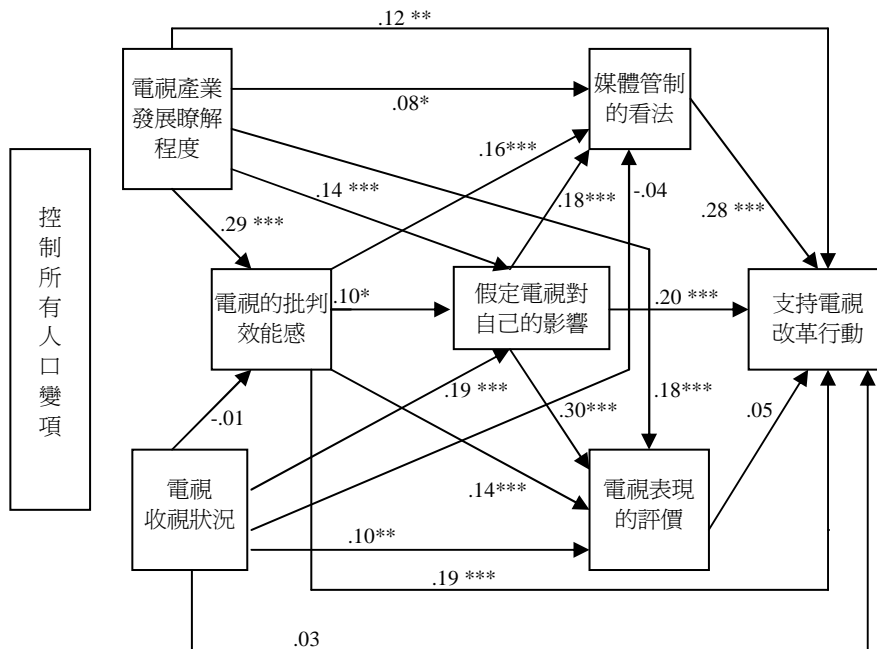 .12 **
電視產業
發展瞭解
程度
媒體管制
的看法
.08*
.16***
.14 ***
.18***
-.04
.28 ***
.29 ***
控
制
所
有
人
口
變
項
電視的批判
效能感
.10*
假定電視對
自己的影響
.20 ***
支持電視
改革行動
.19 ***
.18***
-.01
.30***
.05
電視
收視狀況
.14***
電視表現
的評價
.10**
.19 ***
.03